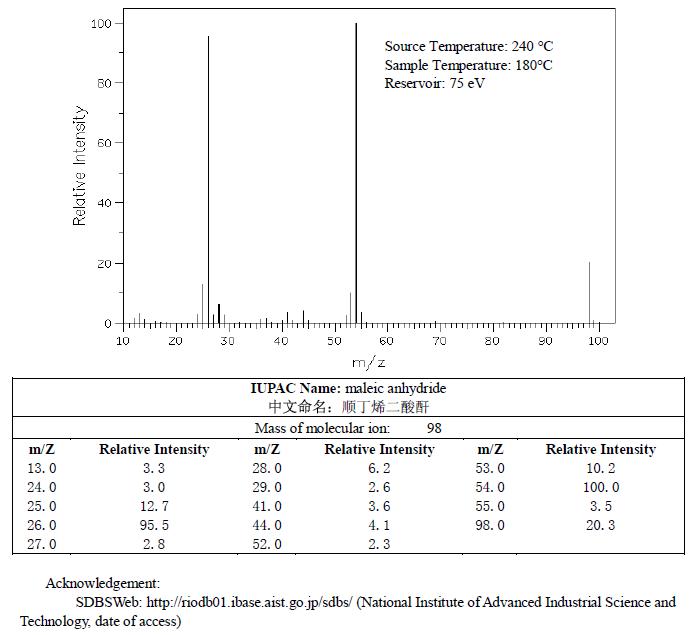 100
80
60
40
20
0
Relative Intensity
Source Temperature: 240 °C
Sample Temperature: 180°C
Reservoir: 75 eV
10 20 30 40 50 60 70 80 90 100
m/z
IUPAC Name: maleic anhydride
中文命名: 顺丁烯二酸酐
Mass of molecular ion: 98
m/Z Relative Intensity m/Z Relative Intensity m/Z Relative Intensity
13.0 3.3 28.0 6.2 53.0 10.2
24.0 3.0 29.0 2.6 54.0 100.0
25.0 12.7 41.0 3.6 55.0 3.5
26.0 95.5 44.0 4.1 98.0 20.3
27.0 2.8 52.0 2.3
Acknowledgement:
SDBSWeb: http://riodb01.ibase.aist.go.jp/sdbs/ (National Institute of Advanced Industrial Science and
Technology, date of access)